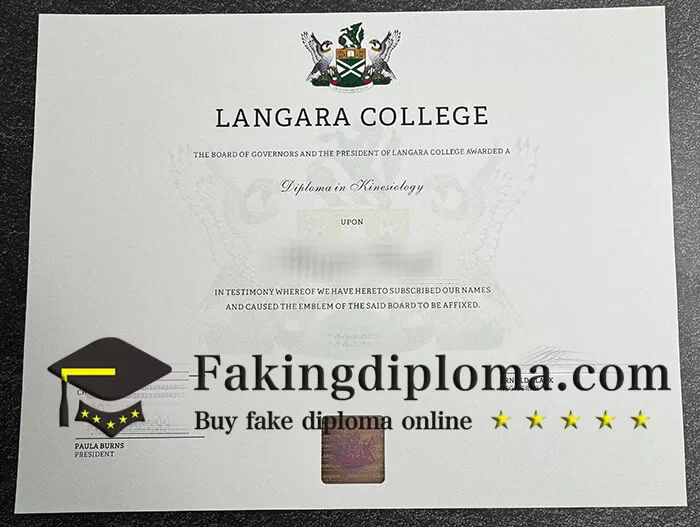 LANGARA COLLEGE
THE BOARD OF GOVERNORS AND THE PRESIDENT OF LANGARA COLLEGE AWARDED A
Diploma in Kinesiology
UPON
IN TESTIMONY WHEREOF WE HAVE HERETO SUBSCRIBED OUR NAMES
AND CAUSED THE EMBLEM OF THE SAID BOARD TO BE AFFIXED.
Fakingdiploma.com
Buy fake diploma online
PAULA BURNS
PRESIDENT